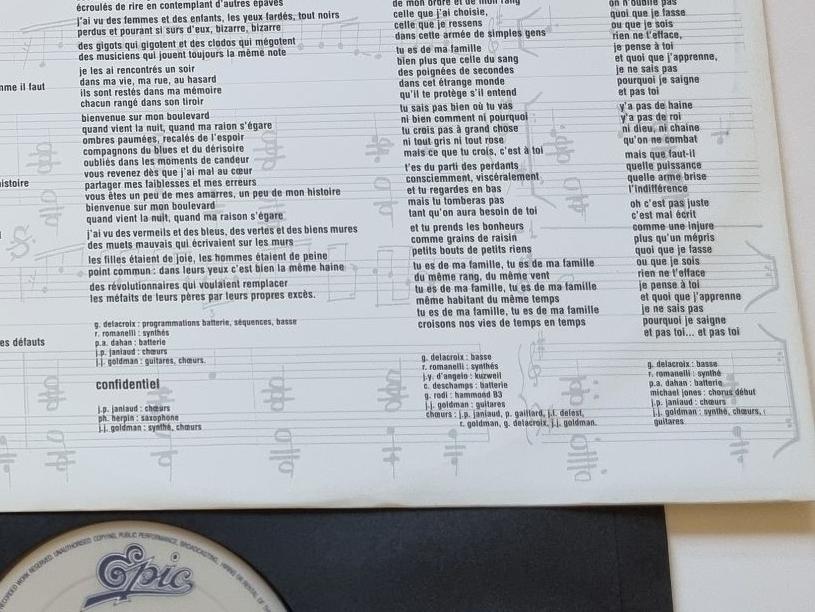 écroulés de rire en contemplant d'autres épaves
j'ai vu des femmes et des enfants, les yeux fardés, tout noirs
perdus et pourant si surs d'eux, bizarre, bizarre
des gigots qui gigotent et des clodos qui mégotent
des musiciens qui jouent toujours la même note
mme il faut
je les ai rencontrés un soir
dans ma vie, ma rue, au hasard
ils sont restés dans ma mémoire
chacun rangé dans son tiroir
bienvenue sur mon boulevard
quand vient la nuit, quand ma raion s'égare
ombres paumées, recalés de l'espoir
compagnons du blues et du dérisoire
oubliés dans les moments de candeur
vous revenez dès que j'ai mal au cœur
istoire
partager mes faiblesses et mes erreurs
vous êtes un peu de mes amarres, un peu de mon histoire
bienvenue sur mon boulevard
quand vient la nuit, quand ma raison s'égare
j'ai vu des vermeils et des bleus, des vertes et des biens mures
des muets mauvais qui écrivaient sur les murs
les filles étaient de joie, les hommes étaient de peine
point commun : dans leurs yeux c'est bien la même haine
des révolutionnaires qui voulaient remplacer
les méfaits de leurs pères par leurs propres excès.
es défauts
g. delacroix : programmations batterie, séquences, basse
r. romanelli : synthés
p.a. dahan : batterie
j.p. janiaud : chœurs
j.j. goldman : guitares, chœurs.
confidentiel
j.p. janiaud : chœurs
ph. herpin : saxophone
j.j. goldman : synthé, chœurs
de mon ordre et de mon rang
celle que j'ai choisie,
celle que je ressens
dans cette armée de simples gens
tu es de ma famille
bien plus que celle du sang
des poignées de secondes
dans cet étrange monde
qu'il te protège s'il entend
tu sais pas bien où tu vas
ni bien comment ni pourquoi
tu crois pas à grand chose
ni tout gris ni tout rose
mais ce que tu crois, c'est à toi
t'es du parti des perdants
consciemment, viscéralement
et tu regardes en bas
mais tu tomberas pas
tant qu'on aura besoin de toi
et tu prends les bonheurs
comme grains de raisin
petits bouts de petits riens
tu es de ma famille, tu es de ma famille
du même rang, du même vent
tu es de ma famille, tu es de ma famille
même habitant du même temps
tu es de ma famille, tu es de ma famille
croisons nos vies de temps en temps
g. delacroix : basse
r. romanelli : synthés
j.y. d'angelo : kurzweil
c. deschamps : batterie
g. rodi : hammond B3
j.j. goldman : guitares
chœurs : j.p. janiaud, p. gaillard, j.l. delest,
r. goldman, g. delacroix, j.j. goldman.
on n'oublie pas
quoi que je fasse
ou que je sois
rien ne t'efface,
je pense à toi
et quoi que j'apprenne,
je ne sais pas
pourquoi je saigne
et pas toi
y'a pas de haine
y'a pas de roi
ni dieu, ni chaine
qu'on ne combat
mais que faut-il
quelle puissance
quelle arme brise
l'indifférence
oh c'est pas juste
c'est mal écrit
comme une injure
plus qu'un mépris
quoi que je fasse
ou que je sois
rien ne t'efface
je pense à toi
et quoi que j'apprenne
je ne sais pas
pourquoi je saigne
et pas toi... et pas toi
g. delacroix : basse
r. romanelli : synthé
p.a. dahan : batterie
michael jones : chorus début
j.p. janiaud : chœurs
j.j. goldman : synthé, chœurs,
guitares
Epic
RESERVED. UNAUTHORISED COPYING, PUBLIC PERFORMANCE, BROADCASTING, HIRING OR RENTAL OF